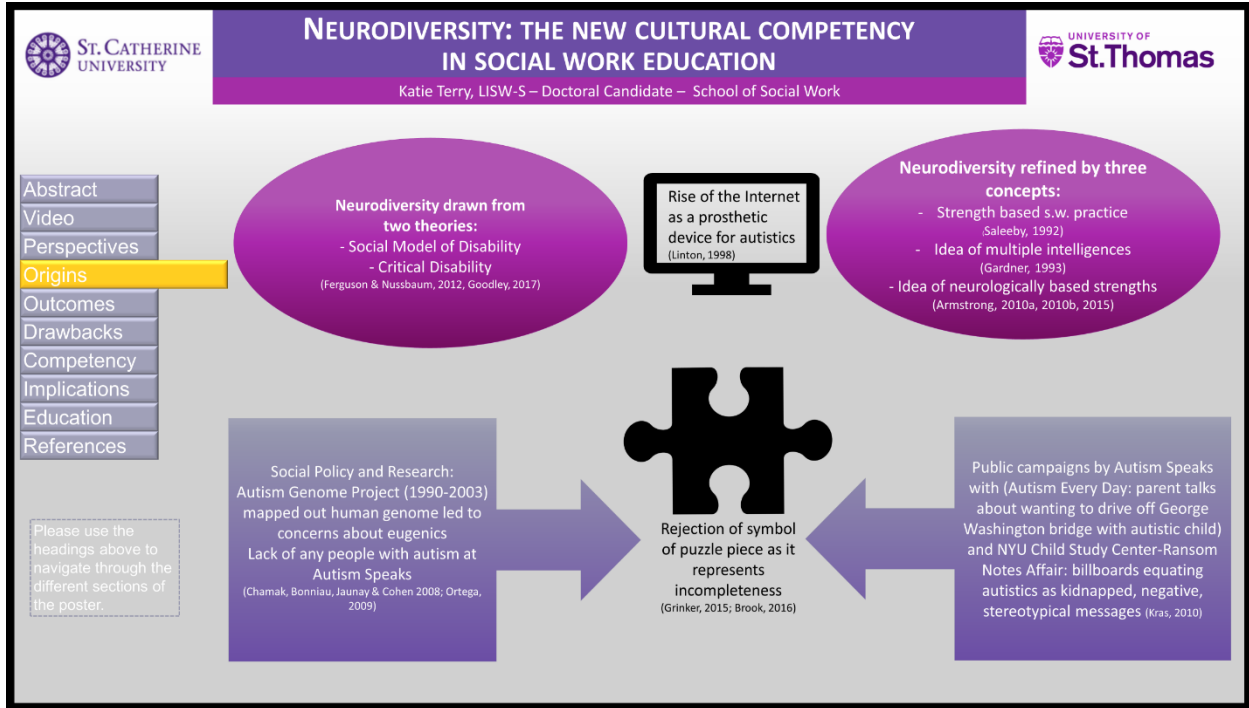 ST. CATHERINE
UNIVERSITY
NEURODIVERSITY: THE NEW CULTURAL COMPETENCY
IN SOCIAL WORK EDUCATION
Katie Terry, LISW-S – Doctoral Candidate – School of Social Work
UNIVERSITY OF
St.Thomas
Abstract
Video
Perspectives
Origins
Outcomes
Drawbacks
Competency
Implications
Education
References
Please use the
headings above to
navigate through the
different sections of
the poster.
Neurodiversity drawn from
two theories:
- Social Model of Disability
- Critical Disability
(Ferguson & Nussbaum, 2012, Goodley, 2017)
Rise of the Internet
as a prosthetic
device for autistics
(Linton, 1998)
Neurodiversity refined by three
concepts:
- Strength based s.w. practice
(Saleeby, 1992)
- Idea of multiple intelligences
(Gardner, 1993)
- Idea of neurologically based strengths
(Armstrong, 2010a, 2010b, 2015)
Social Policy and Research:
Autism Genome Project (1990-2003)
mapped out human genome led to
concerns about eugenics
Lack of any people with autism at
Autism Speaks
(Chamak, Bonniau, Jaunay & Cohen 2008; Ortega,
2009)
Rejection of symbol
of puzzle piece as it
represents
incompleteness
(Grinker, 2015; Brook, 2016)
Public campaigns by Autism Speaks
with (Autism Every Day: parent talks
about wanting to drive off George
Washington bridge with autistic child)
and NYU Child Study Center-Ransom
Notes Affair: billboards equating
autistics as kidnapped, negative,
stereotypical messages (Kras, 2010)